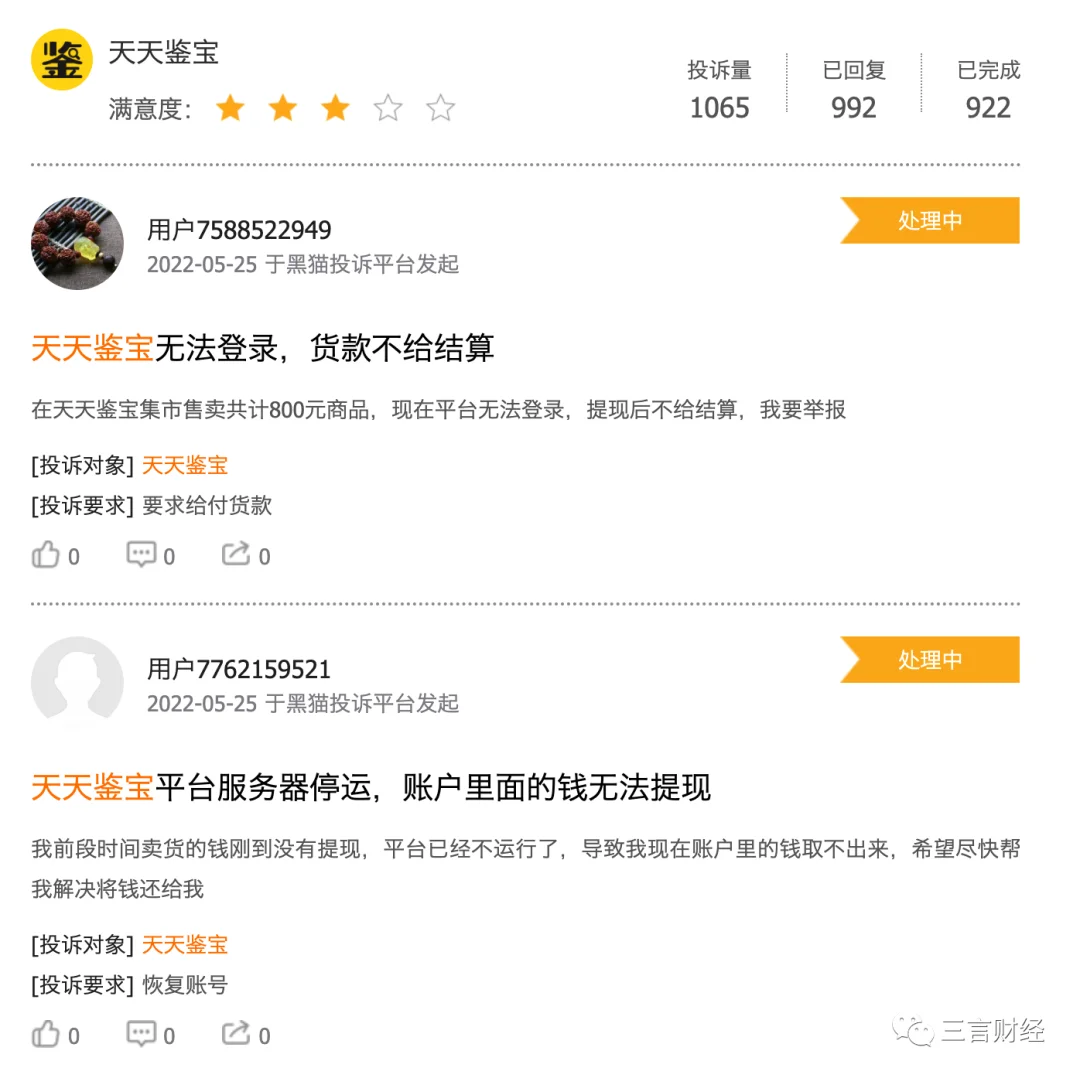 鉴
天天鉴宝
满意度：
投诉量 已回复 已完成
1065 992 922
用户7588522949
处理中
2022-05-25 于黑猫投诉平台发起
天天鉴宝无法登录，货款不给结算
在天天鉴宝集市售卖共计800元商品，现在平台无法登录，提现后不给结算，我要举报
[投诉对象] 天天鉴宝
[投诉要求] 要求给付货款
0 0 0
用户7762159521
处理中
2022-05-25 于黑猫投诉平台发起
天天鉴宝平台服务器停运，账户里面的钱无法提现
我前段时间卖货的钱刚到没有提现，平台已经不运行了，导致我现在账户里的钱取不出来，希望尽快帮
我解决将钱还给我
[投诉对象] 天天鉴宝
[投诉要求] 恢复账号
0 0 0
三言财经